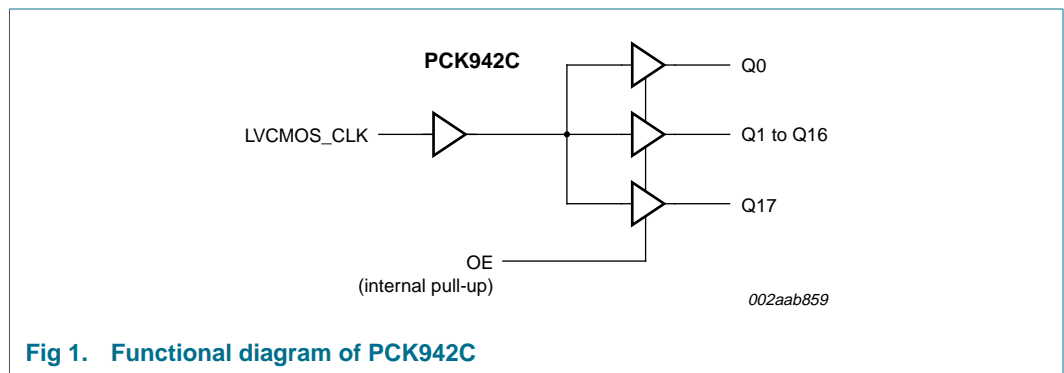 PCK942C
Q0
LVCMOS_CLK
Q1 to Q16
Q17
OE
(internal pull-up)
002aab859
Fig 1. Functional diagram of PCK942C